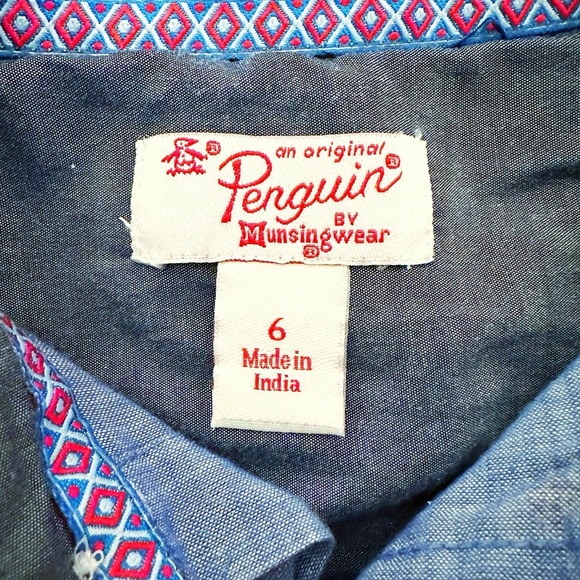 an original
Penguin®
BY
Munsingwear
®
®
6
Made in
India